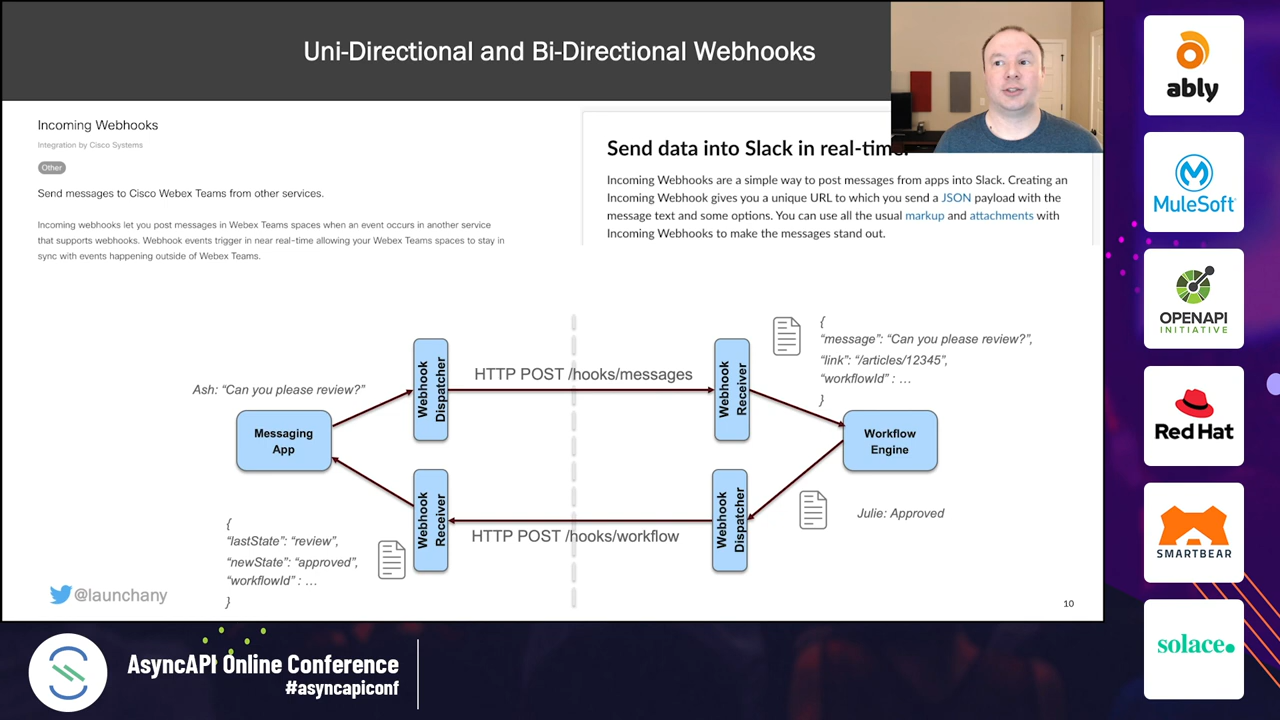 Uni-Directional and Bi-Directional Webhooks
Incoming Webhooks
Integration by Cisco Systems
Other
Send messages to Cisco Webex Teams from other services.
Incoming webhooks let you post messages in Webex Teams spaces when an event occurs in another service
that supports webhooks. Webhook events trigger in near real-time allowing your Webex Teams spaces to stay in
sync with events happening outside of Webex Teams.
Send data into Slack in real-time.
Incoming Webhooks are a simple way to post messages from apps into Slack. Creating an
Incoming Webhook gives you a unique URL to which you send a JSON payload with the
message text and some options. You can use all the usual markup and attachments with
Incoming Webhooks to make the messages stand out.
Ash: “Can you please review?”
Messaging
App
Webhook
Dispatcher
HTTP POST /hooks/messages
Webhook
Receiver
{
“message”: “Can you please review?”,
“link”: “/articles/12345”,
“workflowId” : …
}
Workflow
Engine
Julie: Approved
Webhook
Dispatcher
HTTP POST /hooks/workflow
Webhook
Receiver
{
“lastState”: “review”,
“newState”: “approved”,
“workflowId” : …
}
@launchany
10
AsyncAPI Online Conference
#asyncapiconf
ably
MuleSoft
OPENAPI
INITIATIVE
Red Hat
SMARTBEAR
solace.